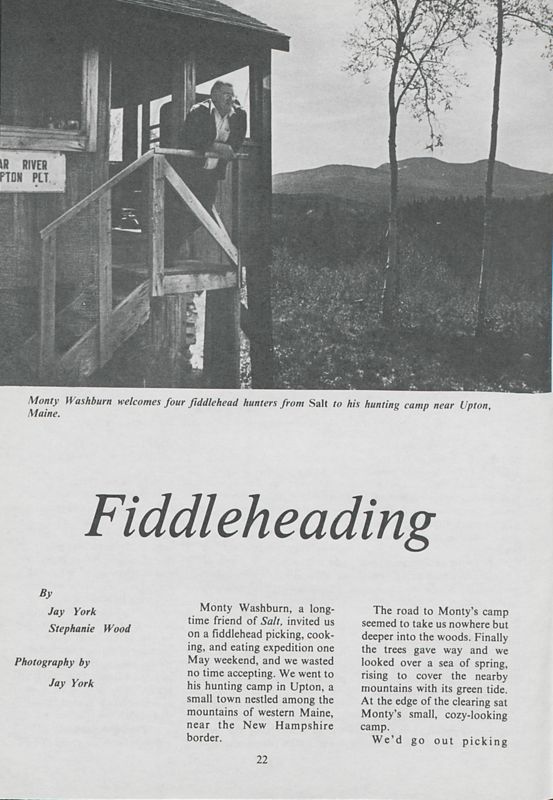 AR RIVER
PTON PLT.
Monty Washburn welcomes four fiddlehead hunters from Salt to his hunting camp near Upton,
Maine.
Fiddleheading
By
Jay York
Stephanie Wood
Photography by
Jay York
Monty Washburn, a long-
time friend of Salt, invited us
on a fiddlehead picking, cook-
ing, and eating expedition one
May weekend, and we wasted
no time accepting. We went to
his hunting camp in Upton, a
small town nestled among the
mountains of western Maine,
near the New Hampshire
border.
The road to Monty's camp
seemed to take us nowhere but
deeper into the woods. Finally
the trees gave way and we
looked over a sea of spring,
rising to cover the nearby
mountains with its green tide.
At the edge of the clearing sat
Monty's small, cozy-looking
camp.
We'd go out picking
22